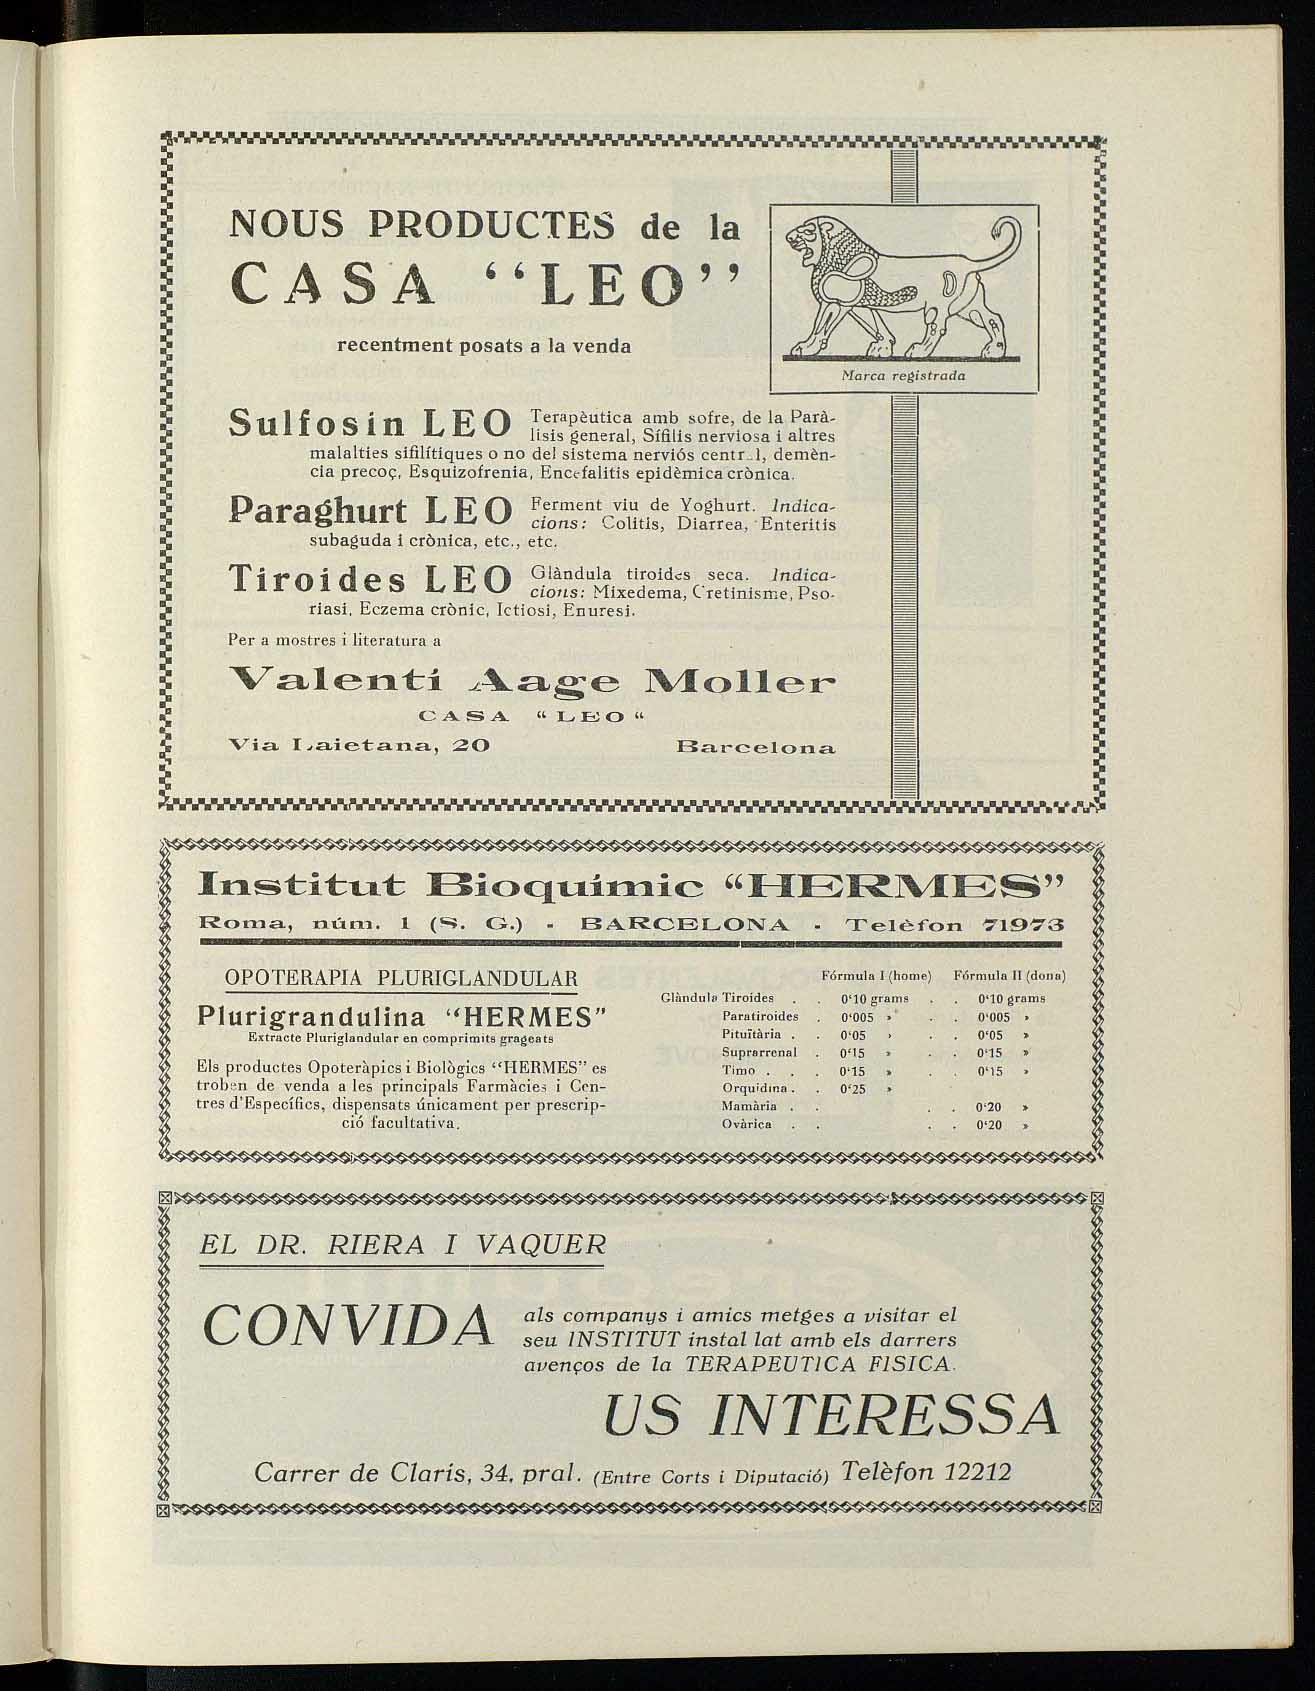 NOUS PRODUCTES de la
CASA “LEO”
recentment posats a la venda
Marca registrada
Sulfosin LEO Terapèutica amb sofre, de la Parà-
lisis general, Sífilis nerviosa i altres
malalties sifilítiques o no del sistema nerviós central, demèn-
cia precoç, Esquizofrenia, Encefalitis epidèmica crònica.
Paraghurt LEO Ferment viu de Yoghurt. Indica-
cions: Colitis, Diarrea, Enteritis
subaguda i crònica, etc., etc.
Tiroides LEO Glàndula tiroides seca. Indica-
cions: Mixedema, Cretinisme, Pso-
riasi, Eczema crònic, Ictiosi, Enuresi.
Per a mostres i literatura a
Valentí Aage Moller
CASA “LEO“
Via Laietana, 20 Barcelona
Institut Bioquímic “HERMES”
Roma, núm. 1 (S. G.) - BARCELONA - Telèfon 71973
OPOTERAPIA PLURIGLANDULAR
Plurigrandulina “HERMES”
Extracte Pluriglandular en comprimits grageats
Els productes Opoteràpics i Biològics “HERMES” es
troben de venda a les principals Farmàcies i Cen-
tres d'Específics, dispensats únicament per prescrip-
ció facultativa.
Fórmula I (home) Fórmula II (dona)
Glàndula Tiroides . . 0‘10 grams . . 0‘10 grams
Paratiroides . 0‘005 » . . 0‘005 »
Pituïtària . . 0‘05 » . . 0‘05 »
Suprarrenal . 0‘15 » . . 0‘15 »
Timo . . . 0‘15 » . . 0‘15 »
Orquidina . . 0‘25 »
Mamària . . . . 0‘20 »
Ovàrica . . . . 0‘20 »
EL DR. RIERA I VAQUER
CONVIDA als companys i amics metges a visitar el
seu INSTITUT instal lat amb els darrers
avenços de la TERAPEUTICA FISICA.
US INTERESSA
Carrer de Claris, 34, pral. (Entre Corts i Diputació) Telèfon 12212